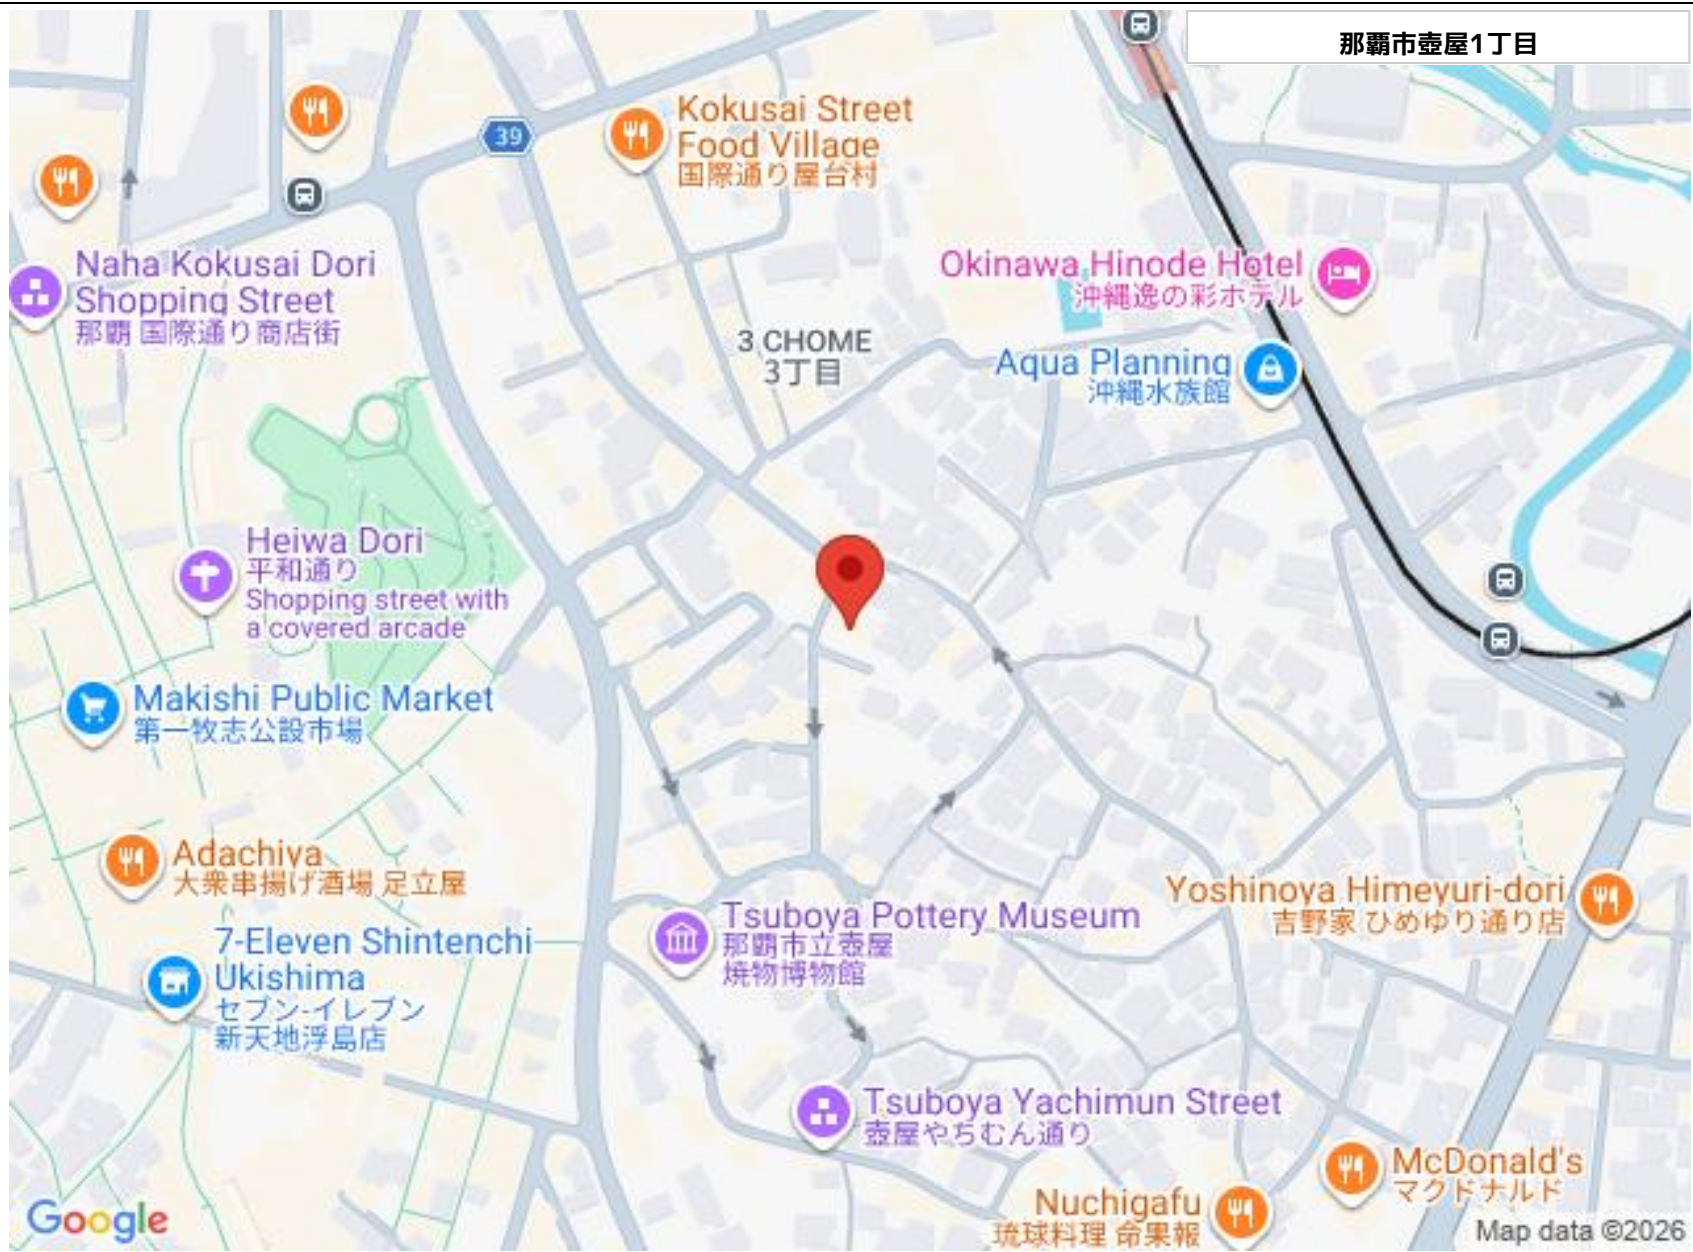 那覇市壺屋1丁目
39
Kokusai Street
Food Village
国際通り屋台村
Naha Kokusai Dori
Shopping Street
那覇 国際通り商店街
Okinawa Hinode Hotel
沖縄逸の彩ホテル
3 CHOME
3丁目
Aqua Planning
沖縄水族館
Heiwa Dori
平和通り
Shopping street with
a covered arcade
Makishi Public Market
第一牧志公設市場
Adachiya
大衆串揚げ酒場 足立屋
Yoshinoya Himeyuri-dori
吉野家 ひめゆり通り店
Tsuboya Pottery Museum
那覇市立壺屋
焼物博物館
7-Eleven Shintenchi
Ukishima
セブン-イレブン
新天地浮島店
Tsuboya Yachimun Street
壺屋やちむん通り
McDonald's
マクドナルド
Nuchigafu
琉球料理 命果報
Google
Map data ©2026